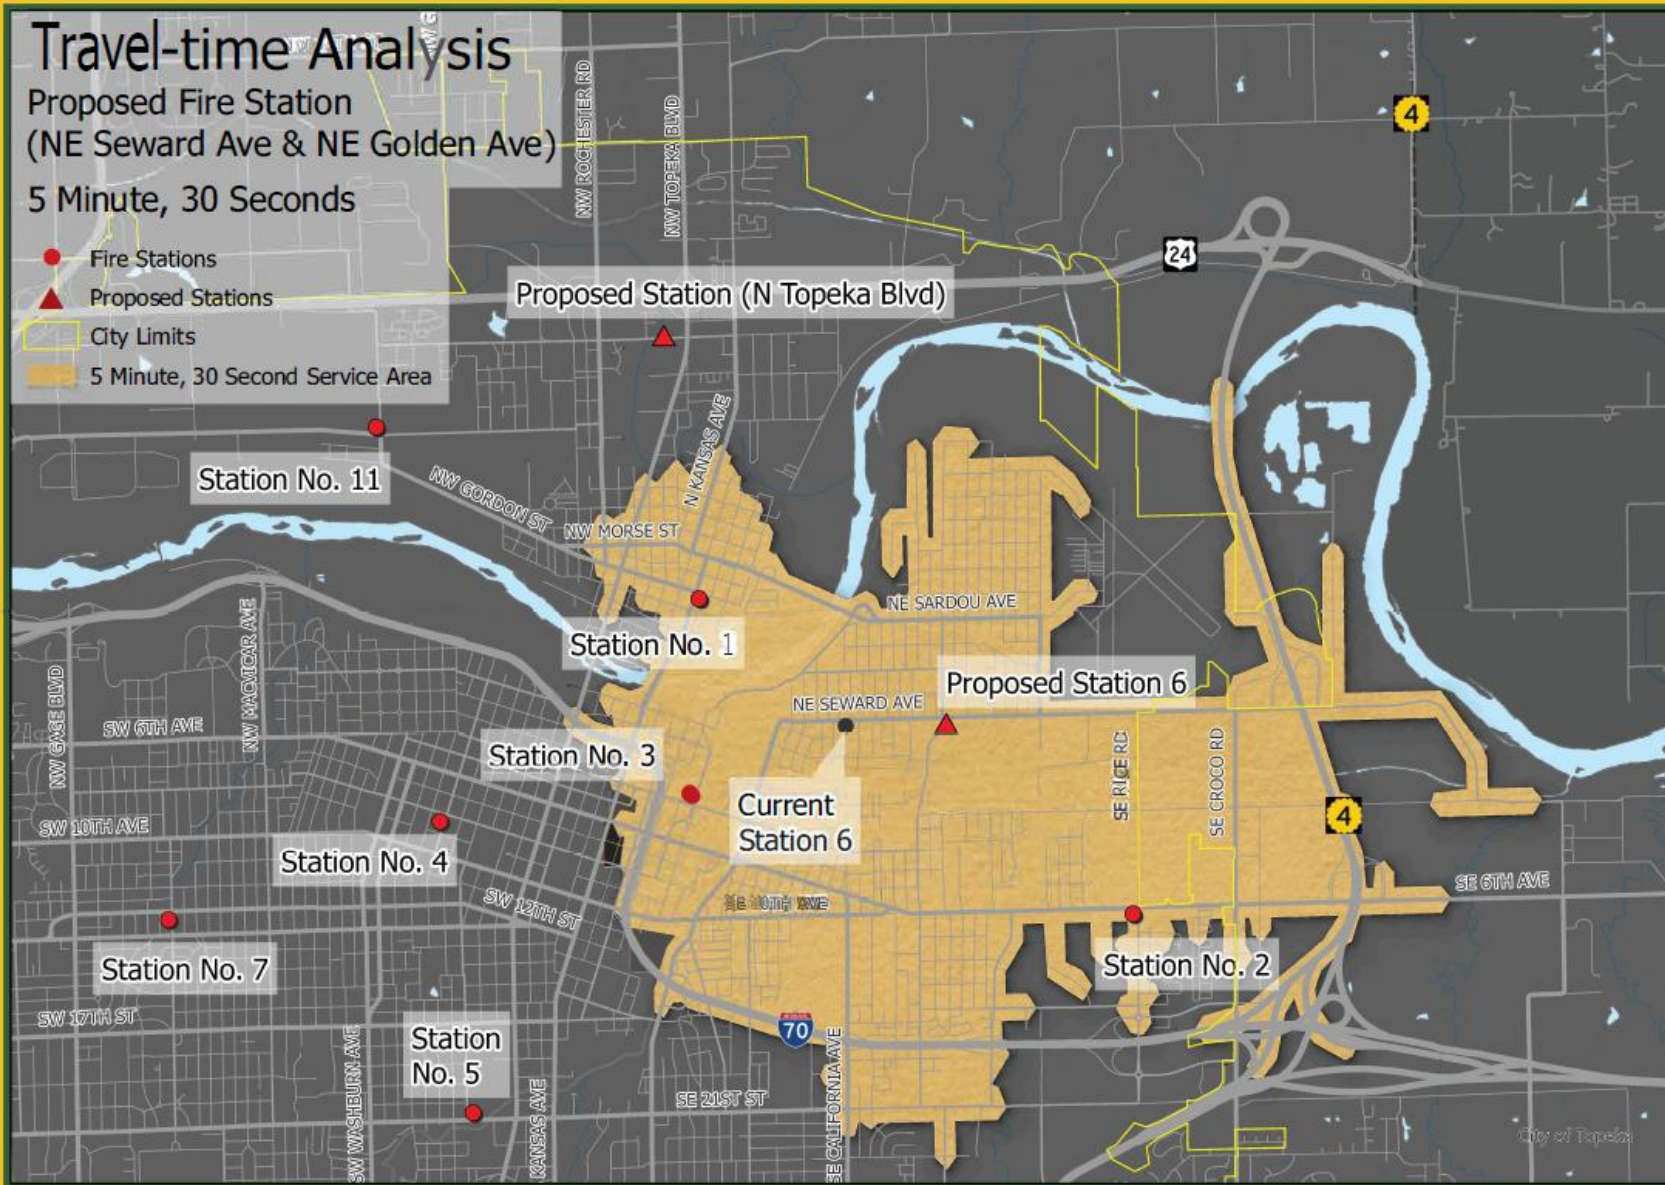 Travel-time Analysis
Proposed Fire Station
(NE Seward Ave & NE Golden Ave)
5 Minute, 30 Seconds
Fire Stations
Proposed Stations
City Limits
5 Minute, 30 Second Service Area
NW ROCHESTER RD
NW TOPEKA BLVD
4
24
Proposed Station (N Topeka Blvd)
N KANSAS AVE
Station No. 11
NW GORDON ST
NW MORSE ST
NE SARDOU AVE
Station No. 1
NW GAGE BLVD
NW MACVICAR AVE
SW 6TH AVE
Proposed Station 6
NE SEWARD AVE
Station No. 3
SE RICE RD
SE CROCO RD
Current
Station 6
4
SW 10TH AVE
Station No. 4
SE 6TH AVE
SW 12TH ST
Station No. 7
Station No. 2
SW 17TH ST
70
Station
No. 5
SW WASHBURN AVE
KANSAS AVE
SE 21ST ST
SE CALIFORNIA AVE
City of Topeka